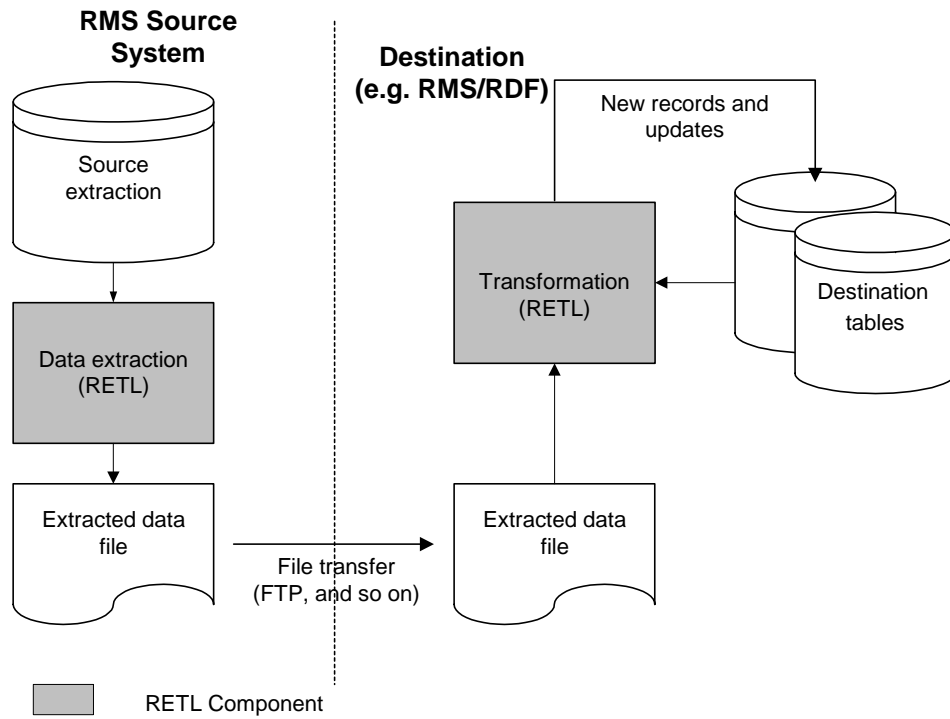 RMS Source
System
Source
extraction
Data extraction
(RETL)
Extracted data
file
File transfer
(FTP, and so on)
Destination
(e.g. RMS/RDF)
New records and
updates
Transformation
(RETL)
Destination
tables
Extracted data
file
RETL Component